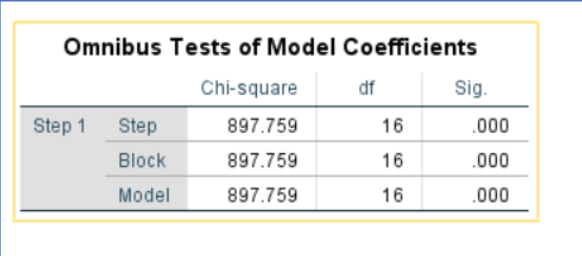 Omnibus Tests of Model Coefficients
Chi-square df Sig.
Step 1 Step 897.759 16 .000
Block 897.759 16 .000
Model 897.759 16 .000